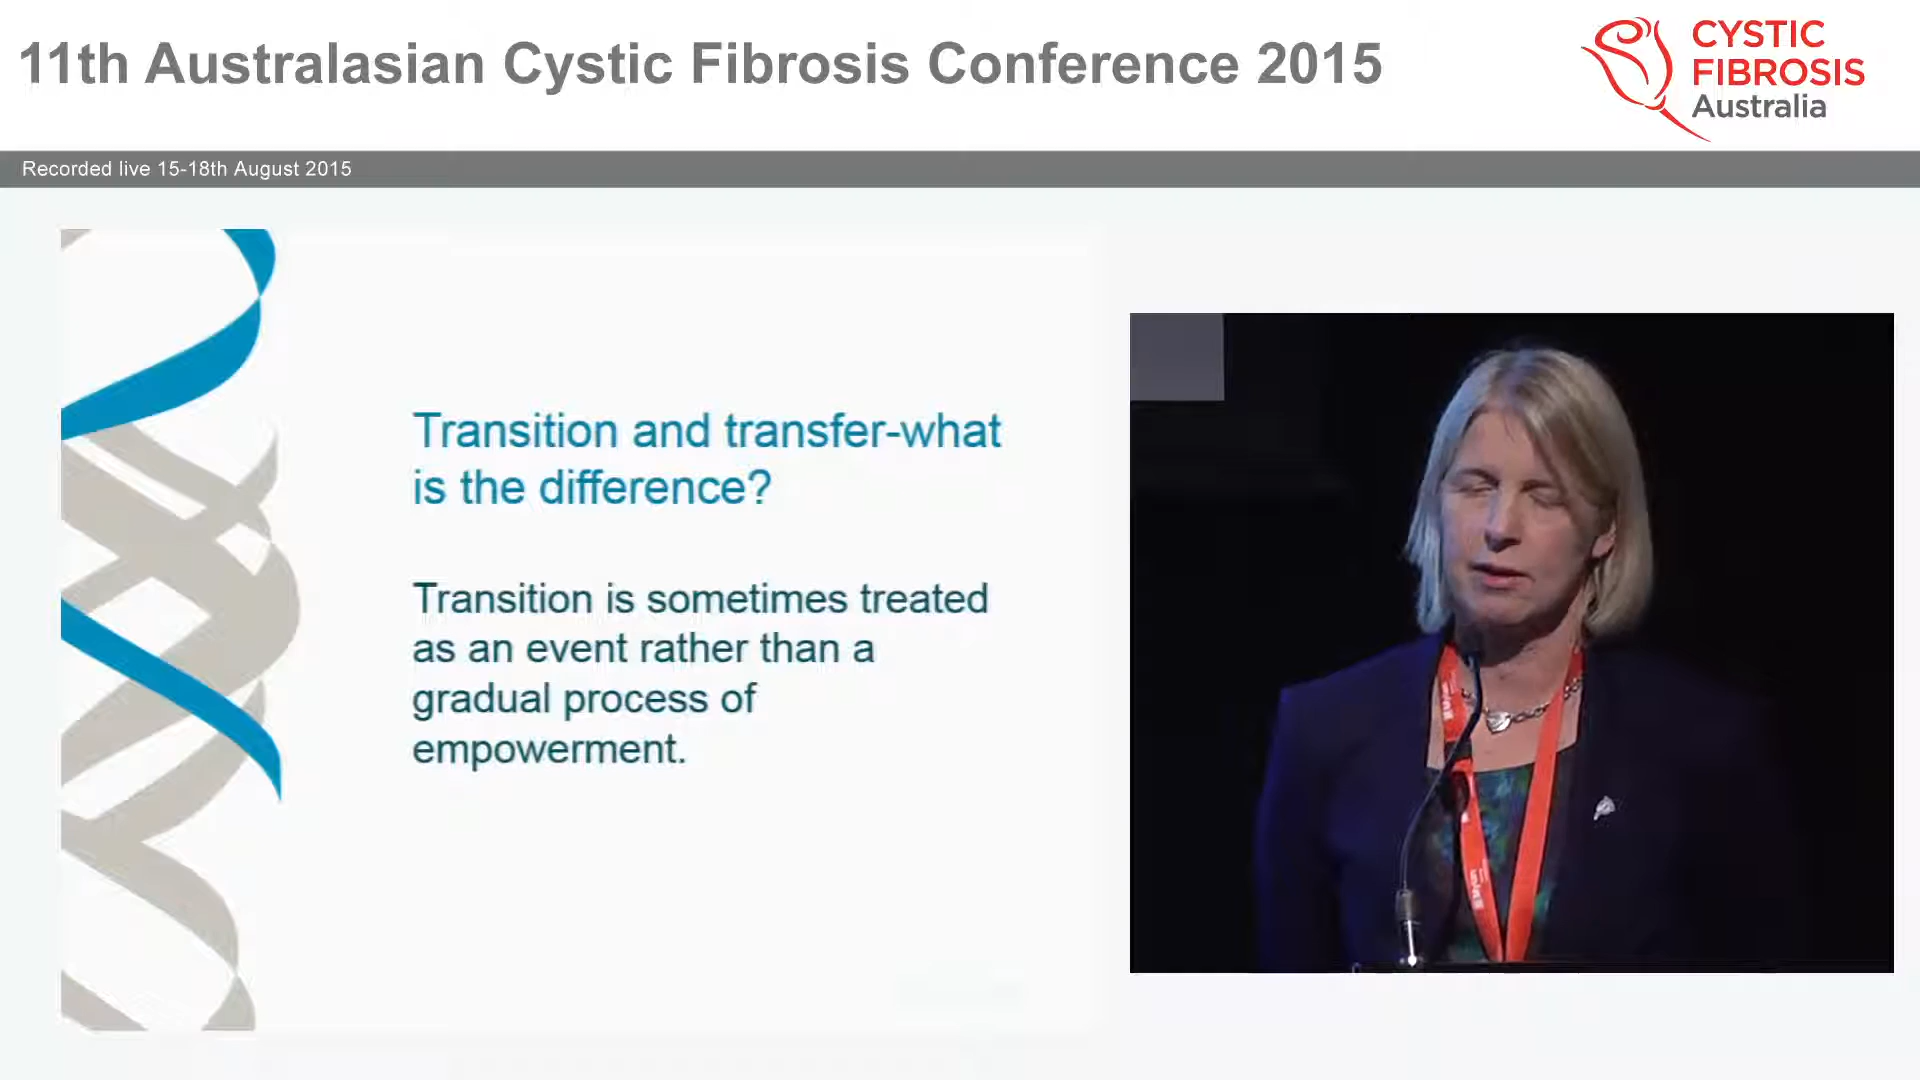 11th Australasian Cystic Fibrosis Conference 2015
CYSTIC
FIBROSIS
Australia
Recorded live 15-18th August 2015
Transition and transfer-what
is the difference?
Transition is sometimes treated
as an event rather than a
gradual process of
empowerment.